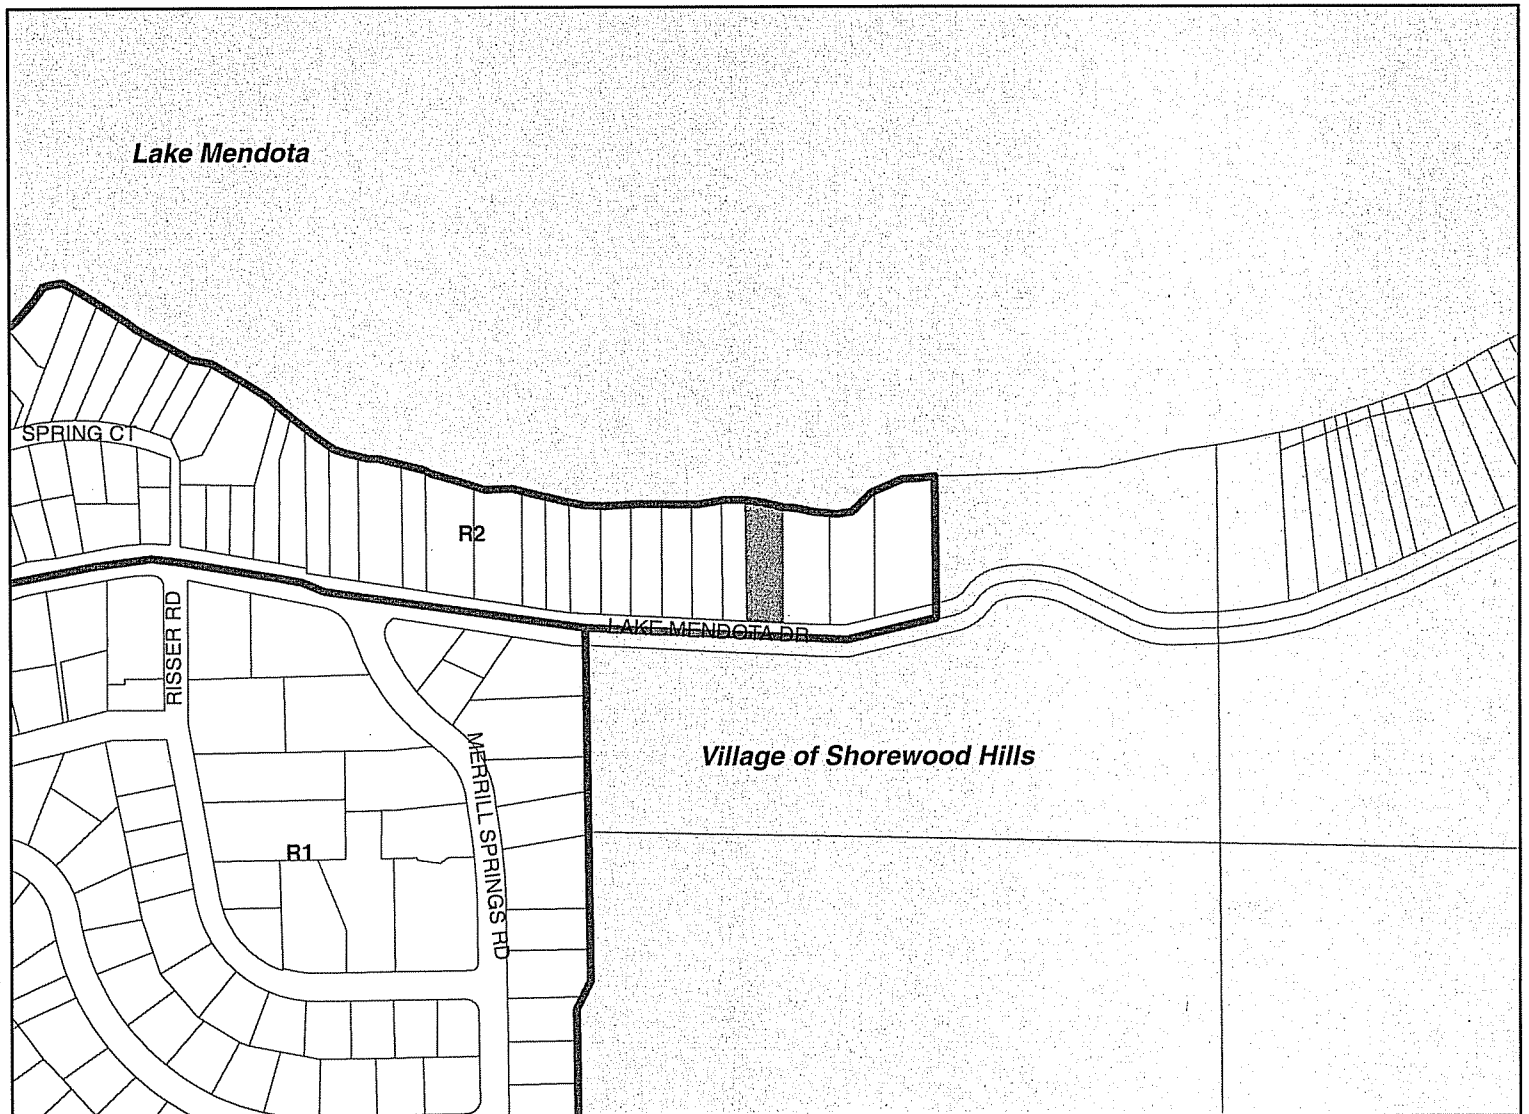 Lake Mendota
SPRING CT
R2
RISSER RD
LAKE MENDOTA DR
MERRILL SPRINGS RD
Village of Shorewood Hills
R1